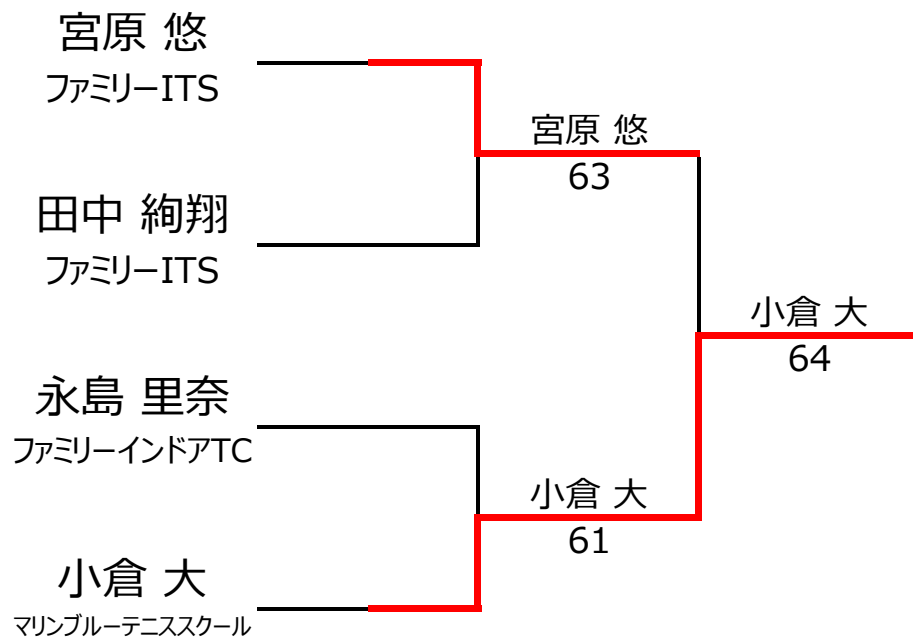 宮原 悠
ファミリーITS
宮原 悠
63
田中 絢翔
ファミリーITS
小倉 大
64
永島 里奈
ファミリーインドアTC
小倉 大
61
小倉 大
マリンブルーテニススクール